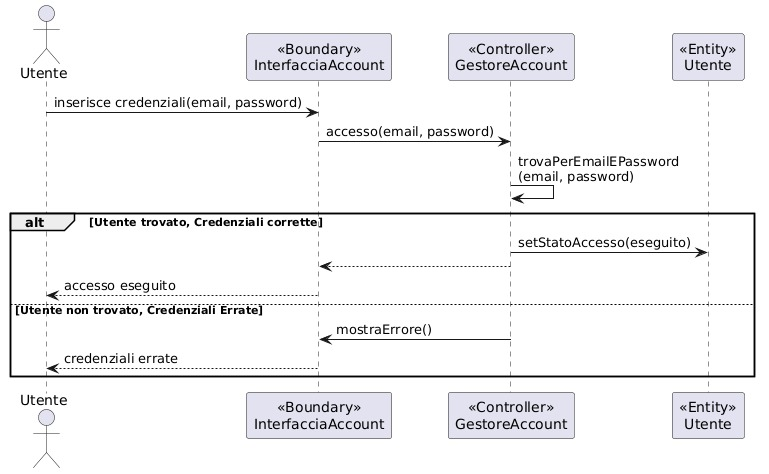 Utente
«Boundary»
InterfacciaAccount
«Controller»
GestoreAccount
«Entity»
Utente
inserisce credenziali(email, password)
accesso(email, password)
trovaPerEmailEPassword
(email, password)
alt
[Utente trovato, Credenziali corrette]
setStatoAccesso(eseguito)
accesso eseguito
[Utente non trovato, Credenziali Errate]
mostraErrore()
credenziali errate
Utente
«Boundary»
InterfacciaAccount
«Controller»
GestoreAccount
«Entity»
Utente